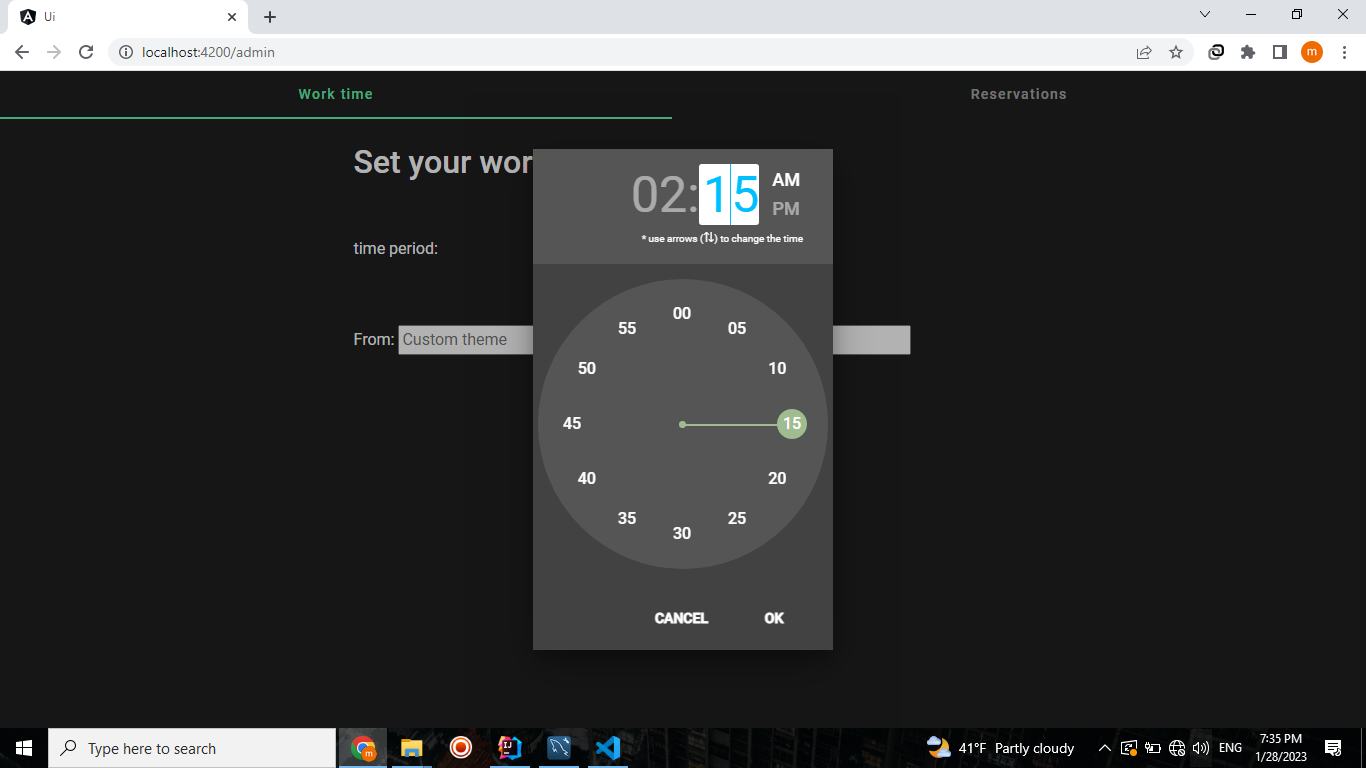 Ui
localhost:4200/admin
m
Work time
Reservations
Set your wor
02:15
AM
PM
* use arrows (⇅) to change the time
time period:
From: Custom theme
00
05
10
15
20
25
30
35
40
45
50
55
CANCEL
OK
Type here to search
m
IJ
41°F Partly cloudy
ENG
7:35 PM
1/28/2023